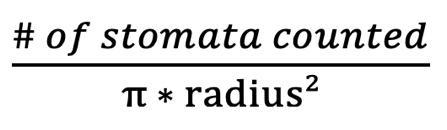 # of stomata counted
π * radius²